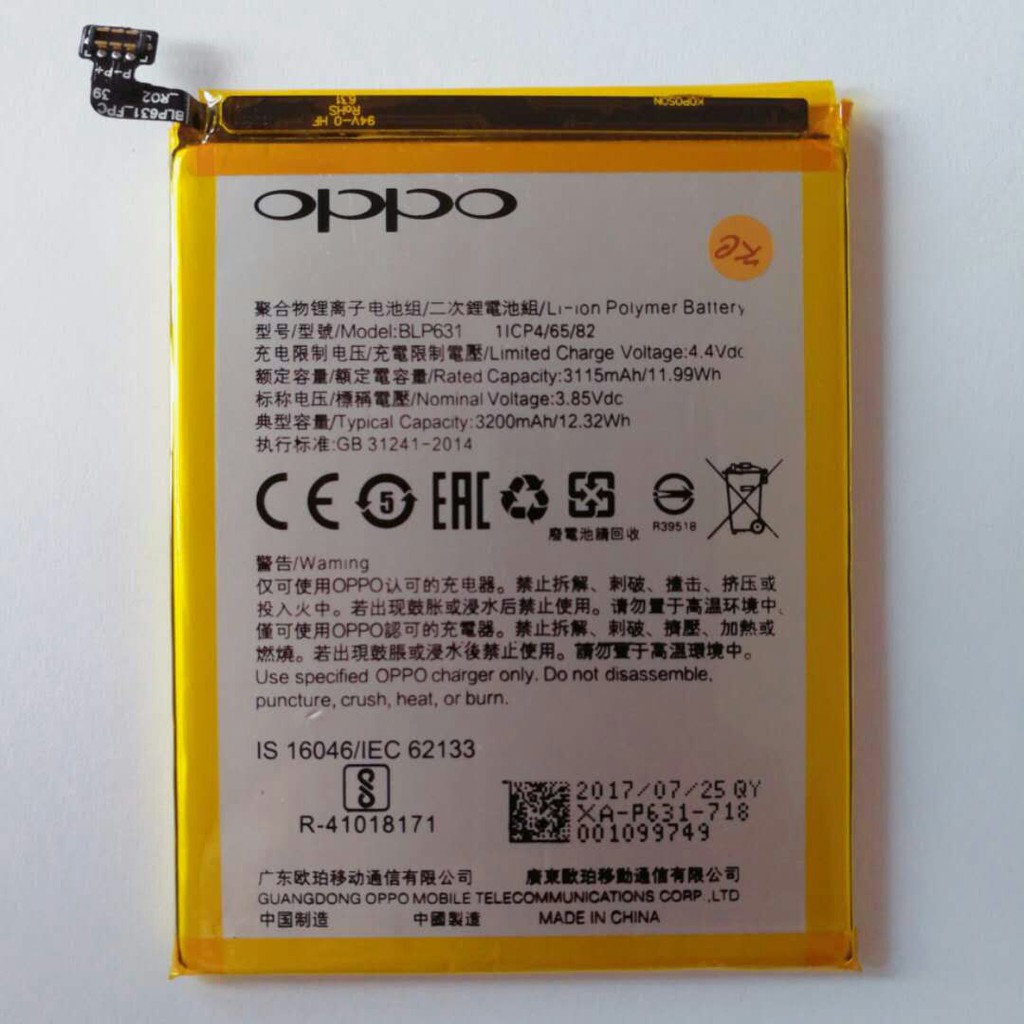 P-P+
39
_R02
BLP631_FPC
94V-0 HF
RoHS
631
KOPOSON
oppo
聚合物锂离子电池组/二次鋰電池組/Li-ion Polymer Battery
型号/型號/Model:BLP631 1ICP4/65/82
充电限制电压/充電限制電壓/Limited Charge Voltage:4.4Vdc
额定容量/額定電容量/Rated Capacity:3115mAh/11.99Wh
标称电压/標稱電壓/Nominal Voltage:3.85Vdc
典型容量/Typical Capacity:3200mAh/12.32Wh
执行标准:GB 31241-2014
CE 5 EAC
廢電池請回收 R39518
警告/Warning
仅可使用OPPO认可的充电器。禁止拆解、刺破、撞击、挤压或
投入火中。若出现鼓胀或浸水后禁止使用。请勿置于高温环境中。
僅可使用OPPO認可的充電器。禁止拆解、刺破、擠壓、加熱或
燃燒。若出現鼓脹或浸水後禁止使用。請勿置于高溫環境中。
Use specified OPPO charger only. Do not disassemble,
puncture, crush, heat, or burn.
IS 16046/IEC 62133
R-41018171
2017/07/25 QY
XA-P631-718
001099749
广东欧珀移动通信有限公司 廣東歐珀移動通信有限公司
GUANGDONG OPPO MOBILE TELECOMMUNICATIONS CORP.,LTD
中国制造 中國製造 MADE IN CHINA